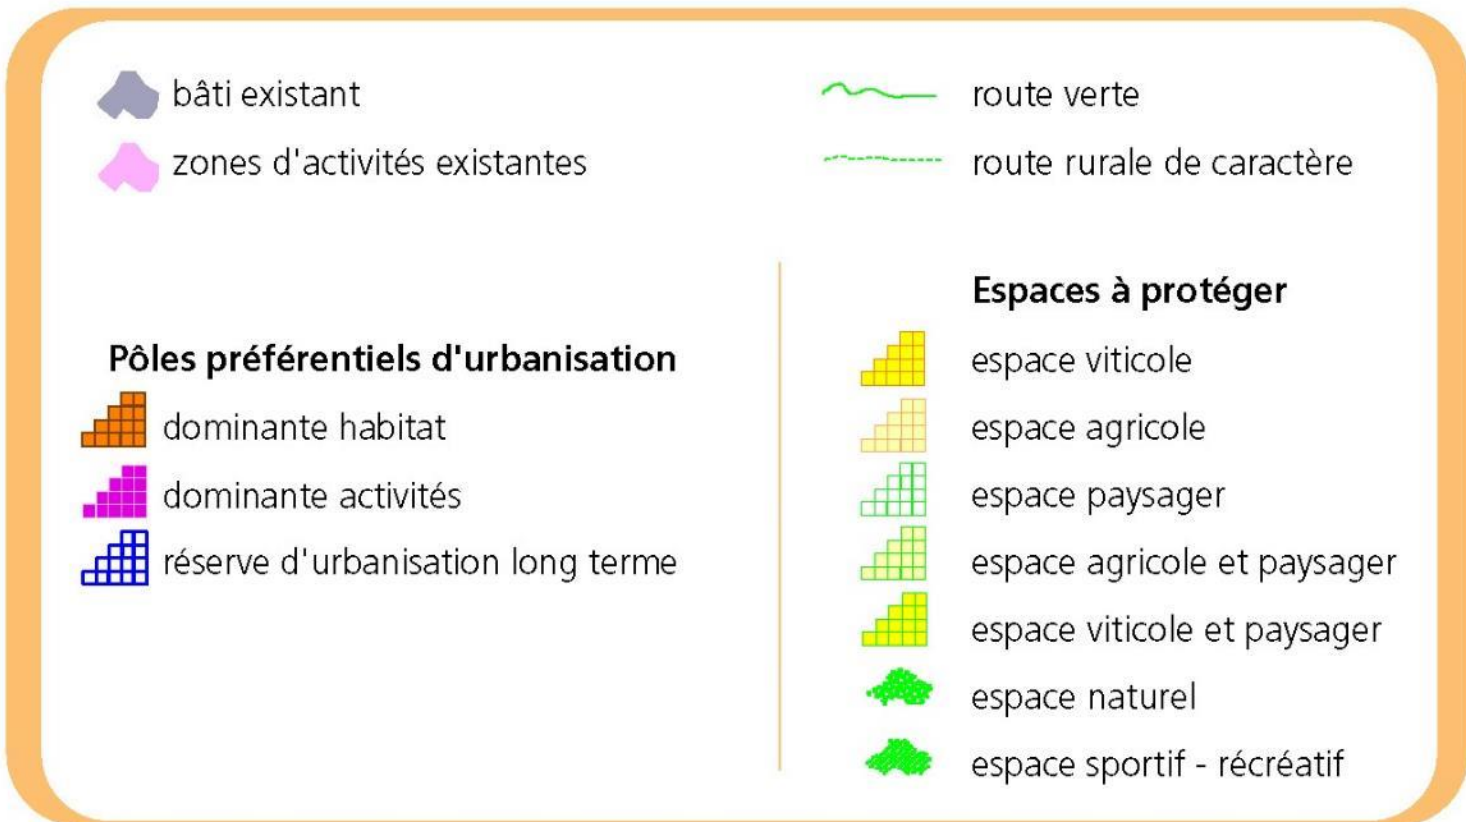 bâti existant
zones d'activités existantes
route verte
route rurale de caractère
Pôles préférentiels d'urbanisation
dominante habitat
dominante activités
réserve d'urbanisation long terme
Espaces à protéger
espace viticole
espace agricole
espace paysager
espace agricole et paysager
espace viticole et paysager
espace naturel
espace sportif - récréatif